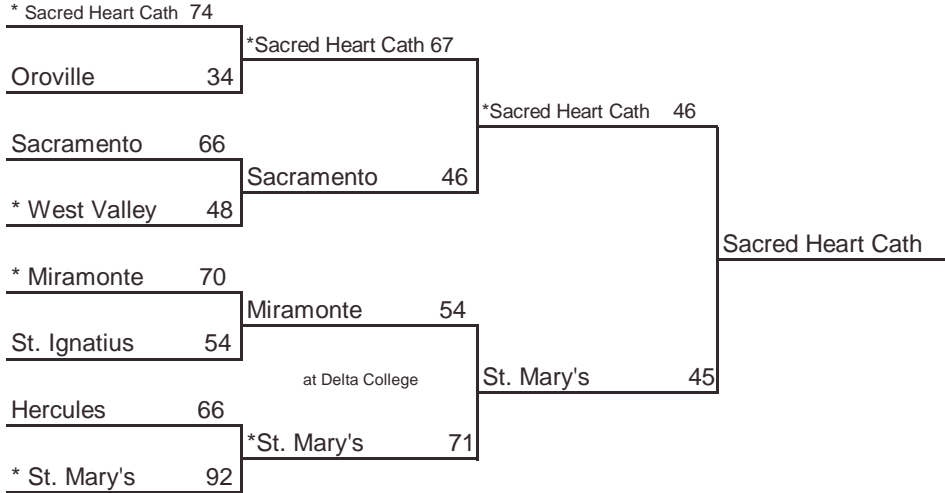 * Sacred Heart Cath 74
*Sacred Heart Cath 67
Oroville 34
*Sacred Heart Cath 46
Sacramento 66
Sacramento 46
* West Valley 48
Sacred Heart Cath
* Miramonte 70
Miramonte 54
St. Ignatius 54
at Delta College
St. Mary's 45
Hercules 66
*St. Mary's 71
* St. Mary's 92